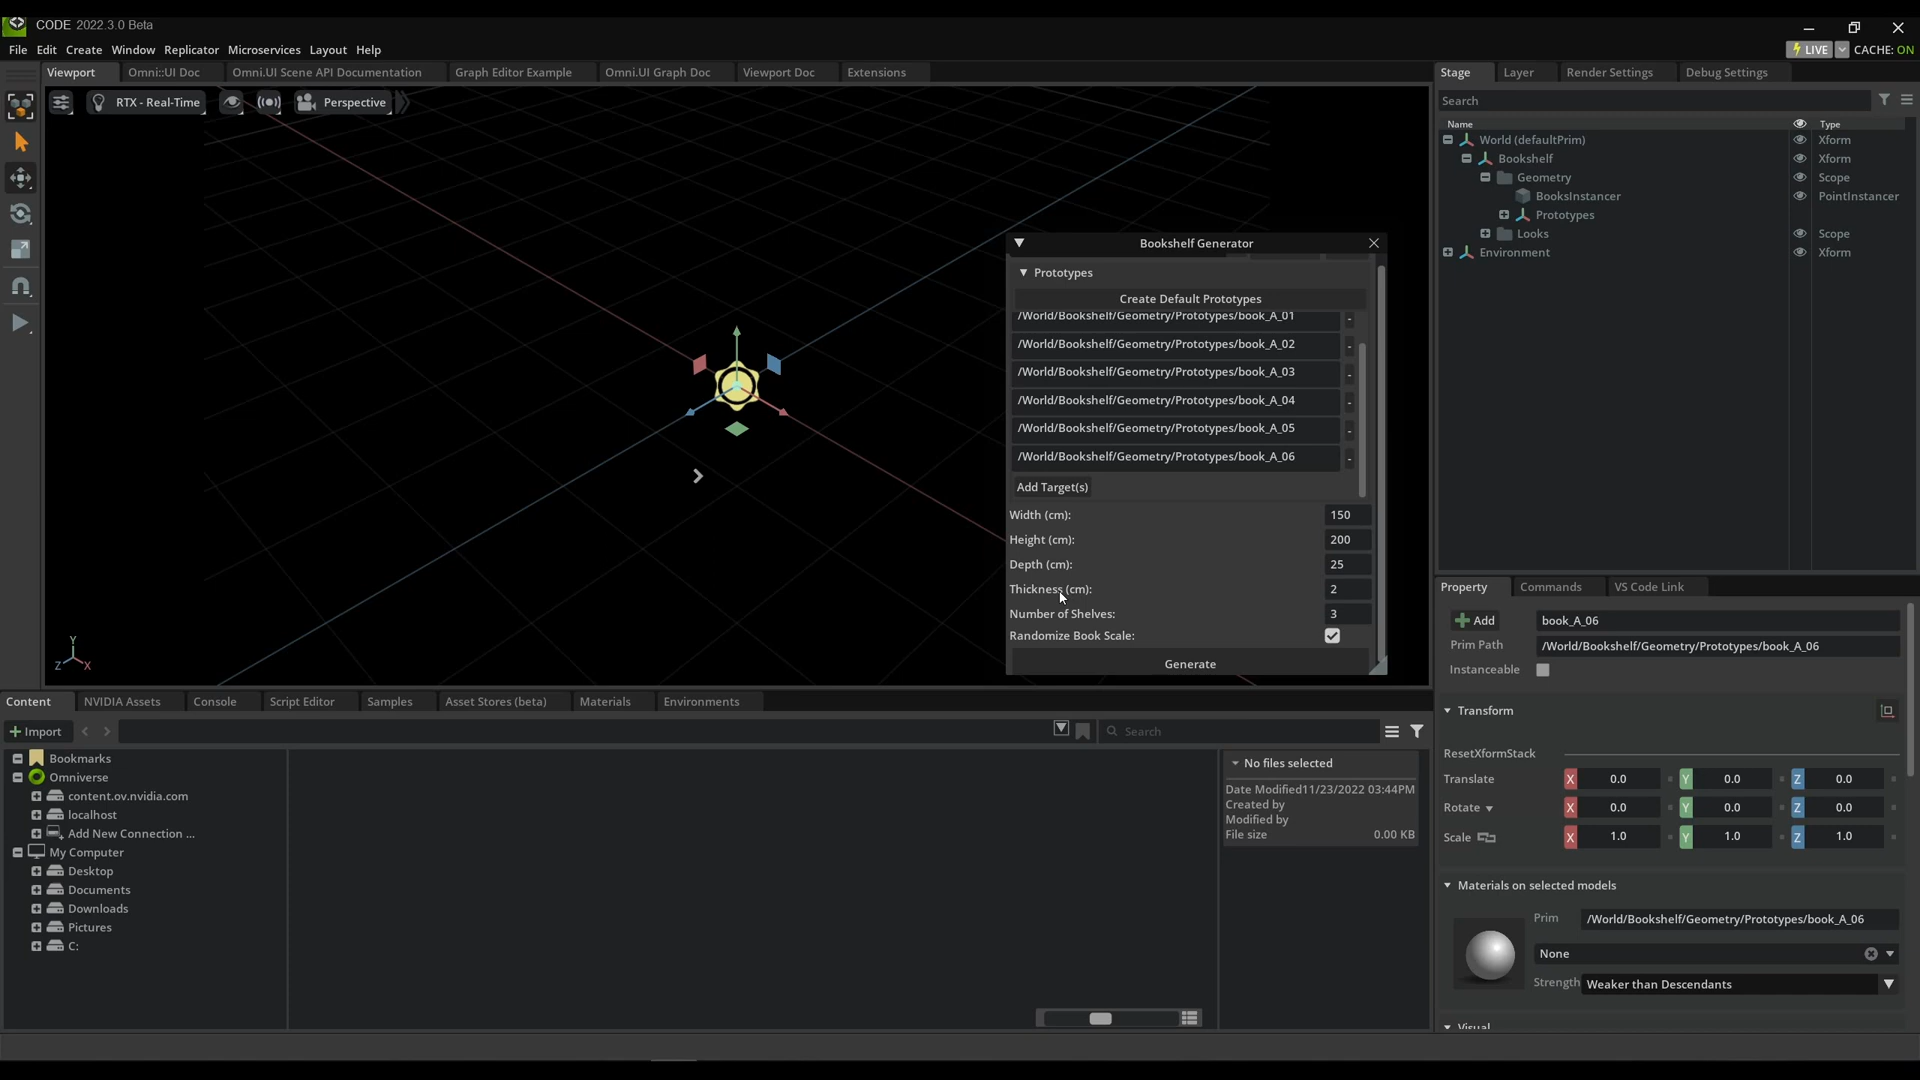 CODE 2022.3.0 Beta
File Edit Create Window Replicator Microservices Layout Help
LIVE CACHE: ON
Viewport Omni::UI Doc Omni.UI Scene API Documentation Graph Editor Example Omni.UI Graph Doc Viewport Doc Extensions
RTX - Real-Time Perspective
Y
Z X
Bookshelf Generator
Prototypes
Create Default Prototypes
/World/Bookshelf/Geometry/Prototypes/book_A_01 -
/World/Bookshelf/Geometry/Prototypes/book_A_02 -
/World/Bookshelf/Geometry/Prototypes/book_A_03 -
/World/Bookshelf/Geometry/Prototypes/book_A_04 -
/World/Bookshelf/Geometry/Prototypes/book_A_05 -
/World/Bookshelf/Geometry/Prototypes/book_A_06 -
Add Target(s)
Width (cm): 150
Height (cm): 200
Depth (cm): 25
Thickness (cm): 2
Number of Shelves: 3
Randomize Book Scale:
Generate
Stage Layer Render Settings Debug Settings
Search
Name Type
World (defaultPrim) Xform
Bookshelf Xform
Geometry Scope
BooksInstancer PointInstancer
Prototypes
Looks Scope
Environment Xform
Property Commands VS Code Link
Add book_A_06
Prim Path /World/Bookshelf/Geometry/Prototypes/book_A_06
Instanceable
Transform
ResetXformStack
Translate X 0.0 Y 0.0 Z 0.0
Rotate X 0.0 Y 0.0 Z 0.0
Scale X 1.0 Y 1.0 Z 1.0
Materials on selected models
Prim /World/Bookshelf/Geometry/Prototypes/book_A_06
None
Strength Weaker than Descendants
Visual
Content NVIDIA Assets Console Script Editor Samples Asset Stores (beta) Materials Environments
Import Search
Bookmarks
Omniverse
content.ov.nvidia.com
localhost
Add New Connection ...
My Computer
Desktop
Documents
Downloads
Pictures
C:
No files selected
Date Modified11/23/2022 03:44PM
Created by
Modified by
File size 0.00 KB